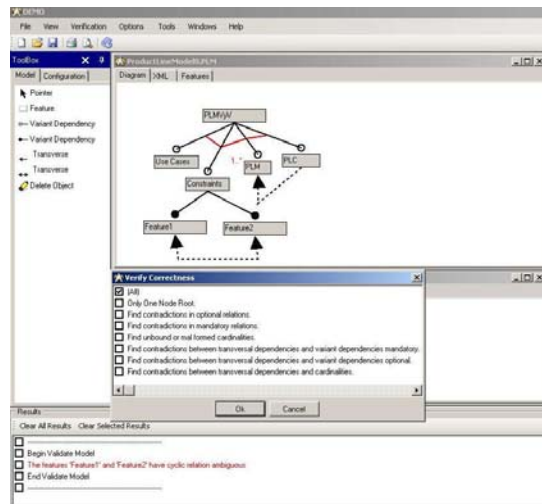 DEMO
File View Verification Options Tools Windows Help
ToolBox
ProductLineModel0.PLM
Model Configuration
Diagram XML Features
Pointer
Feature
Variant Dependency
Variant Dependency
Transverse
Transverse
Delete Object
PLMVyV
Use Cases
1..*
PLM
PLC
Constraints
Feature1
Feature2
Verify Correctness
(All)
Only One Node Root.
Find contradictions in optional relations.
Find contradictions in mandatory relations.
Find unbound or mal formed cardinalities.
Find contradictions between transversal dependencies and variant dependencies mandatory.
Find contradictions between transversal dependencies and variant dependencies optional.
Find contradictions between transversal dependencies and cardinalities.
Ok Cancel
Results
Clear All Results Clear Selected Results
Begin Validate Model
The features 'Feature1' and 'Feature2' have cyclic relation ambiguous
End Validate Model